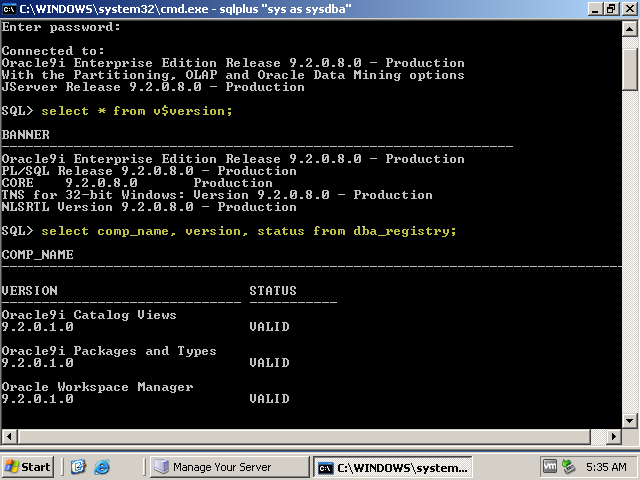 C:\WINDOWS\system32\cmd.exe - sqlplus "sys as sysdba"
Enter password:
Connected to:
Oracle9i Enterprise Edition Release 9.2.0.8.0 - Production
With the Partitioning, OLAP and Oracle Data Mining options
JServer Release 9.2.0.8.0 - Production
SQL> select * from v$version;
BANNER
----------------------------------------------------------------
Oracle9i Enterprise Edition Release 9.2.0.8.0 - Production
PL/SQL Release 9.2.0.8.0 - Production
CORE    9.2.0.8.0       Production
TNS for 32-bit Windows: Version 9.2.0.8.0 - Production
NLSRTL Version 9.2.0.8.0 - Production
SQL> select comp_name, version, status from dba_registry;
COMP_NAME
------------------------------------------------------------------------------
VERSION                        STATUS
------------------------------ -----------
Oracle9i Catalog Views
9.2.0.1.0                      VALID
Oracle9i Packages and Types
9.2.0.1.0                      VALID
Oracle Workspace Manager
9.2.0.1.0                      VALID
Start
Manage Your Server
C:\WINDOWS\system...
vm
5:35 AM